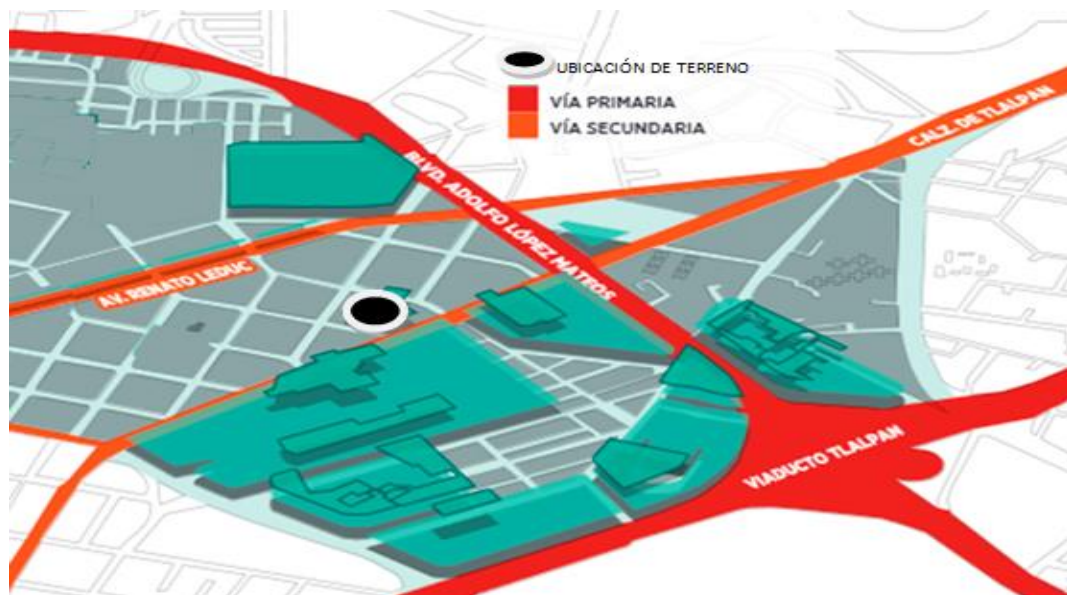 UBICACIÓN DE TERRENO
VÍA PRIMARIA
VÍA SECUNDARIA
CALZ. DE TLALPAN
BLVD. ADOLFO LÓPEZ MATEOS
AV. RENATO LEDUC
VIADUCTO TLALPAN